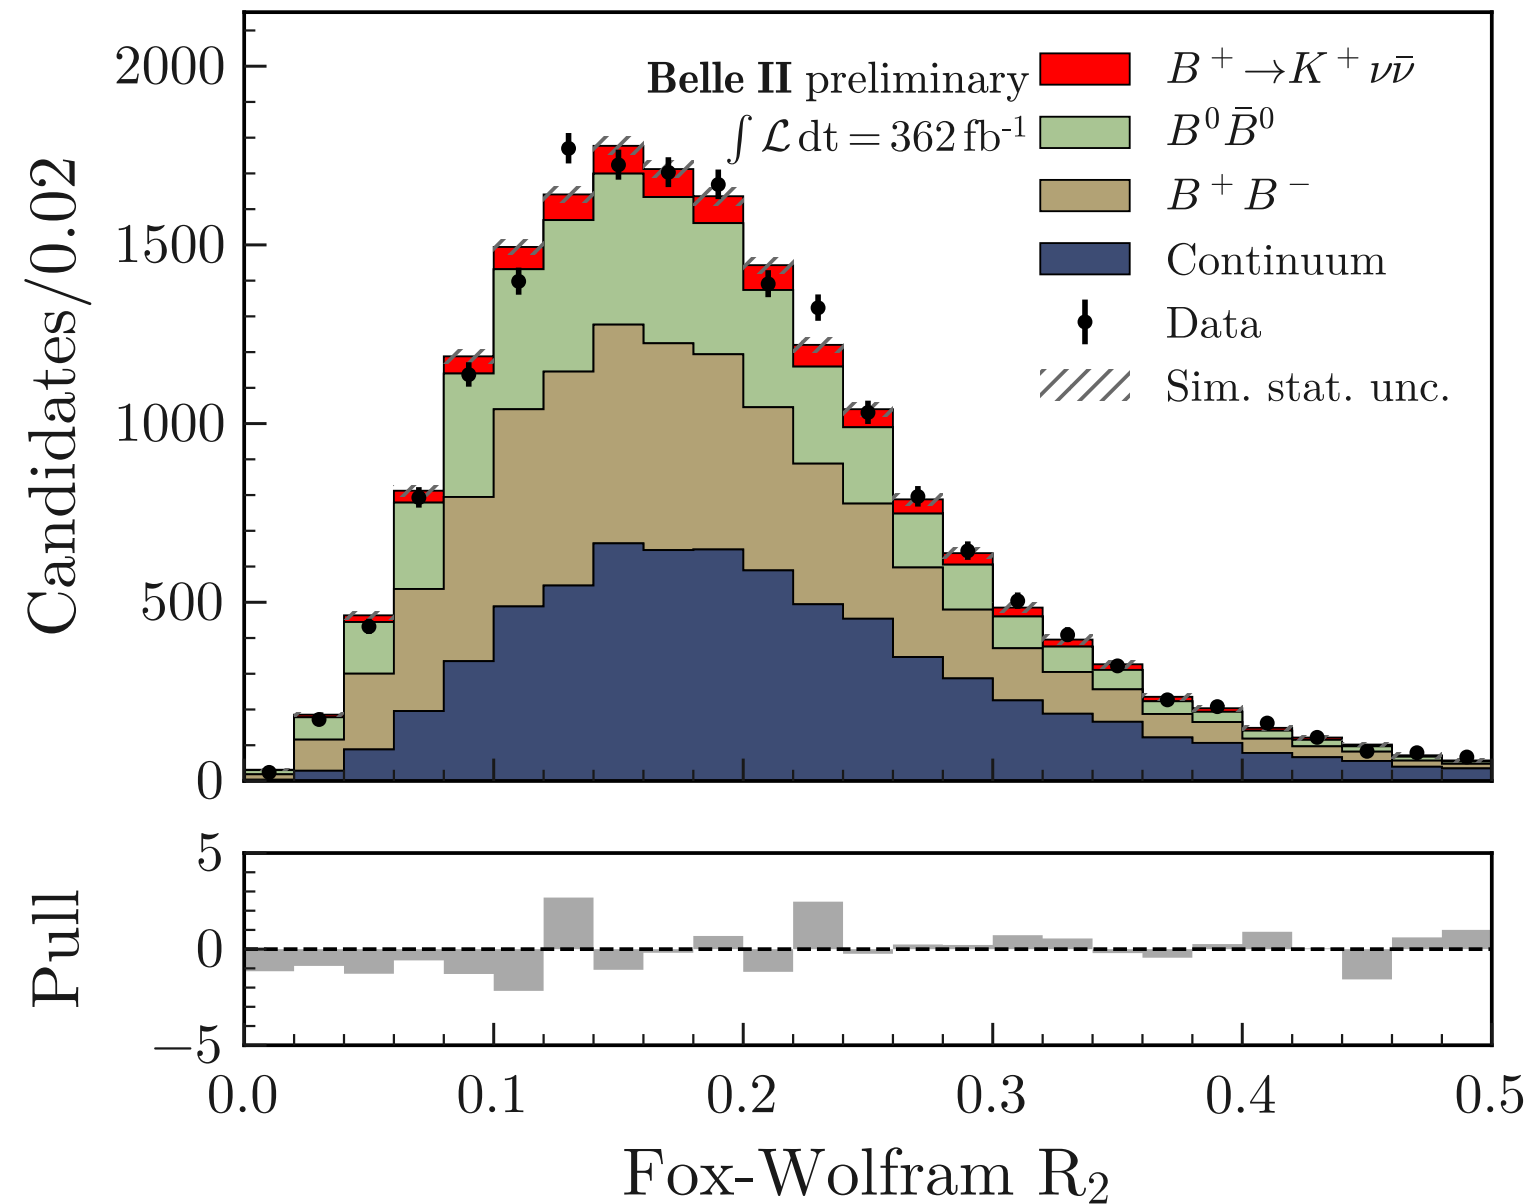 Candidates/0.02
2000
1500
1000
500
0
Belle II preliminary
∫ ℒ dt = 362 fb⁻¹
B⁺→K⁺νν̄
B⁰B̄⁰
B⁺B⁻
Continuum
Data
Sim. stat. unc.
Pull
5
0
−5
0.0 0.1 0.2 0.3 0.4 0.5
Fox-Wolfram R₂